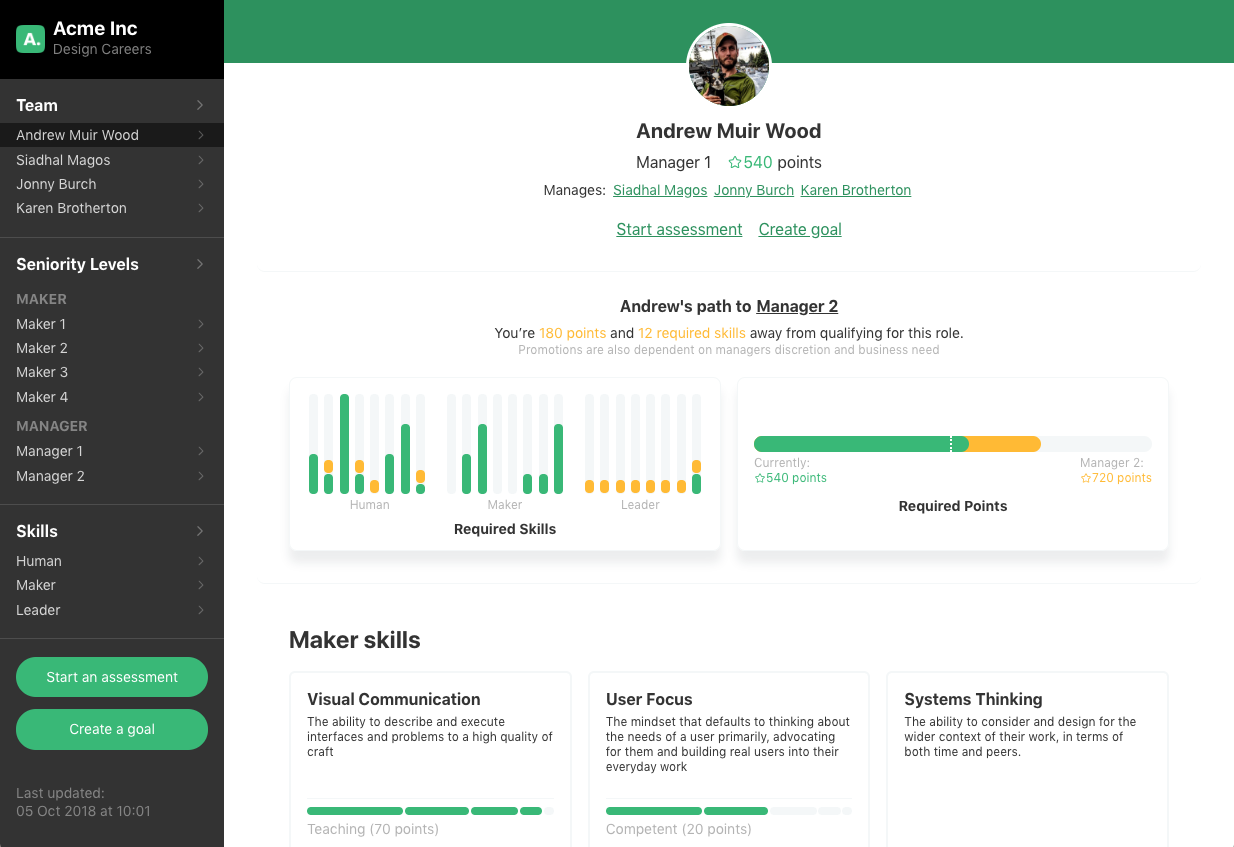 A.
Acme Inc
Design Careers
Team
Andrew Muir Wood
Siadhal Magos
Jonny Burch
Karen Brotherton
Seniority Levels
MAKER
Maker 1
Maker 2
Maker 3
Maker 4
MANAGER
Manager 1
Manager 2
Skills
Human
Maker
Leader
Start an assessment
Create a goal
Last updated:
05 Oct 2018 at 10:01
Andrew Muir Wood
Manager 1 540 points
Manages: Siadhal Magos Jonny Burch Karen Brotherton
Start assessment Create goal
Andrew's path to Manager 2
You’re 180 points and 12 required skills away from qualifying for this role.
Promotions are also dependent on managers discretion and business need
Human Maker Leader
Required Skills
Currently:
540 points
Manager 2:
720 points
Required Points
Maker skills
Visual Communication
The ability to describe and execute
interfaces and problems to a high quality of
craft
Teaching (70 points)
User Focus
The mindset that defaults to thinking about
the needs of a user primarily, advocating
for them and building real users into their
everyday work
Competent (20 points)
Systems Thinking
The ability to consider and design for the
wider context of their work, in terms of
both time and peers.